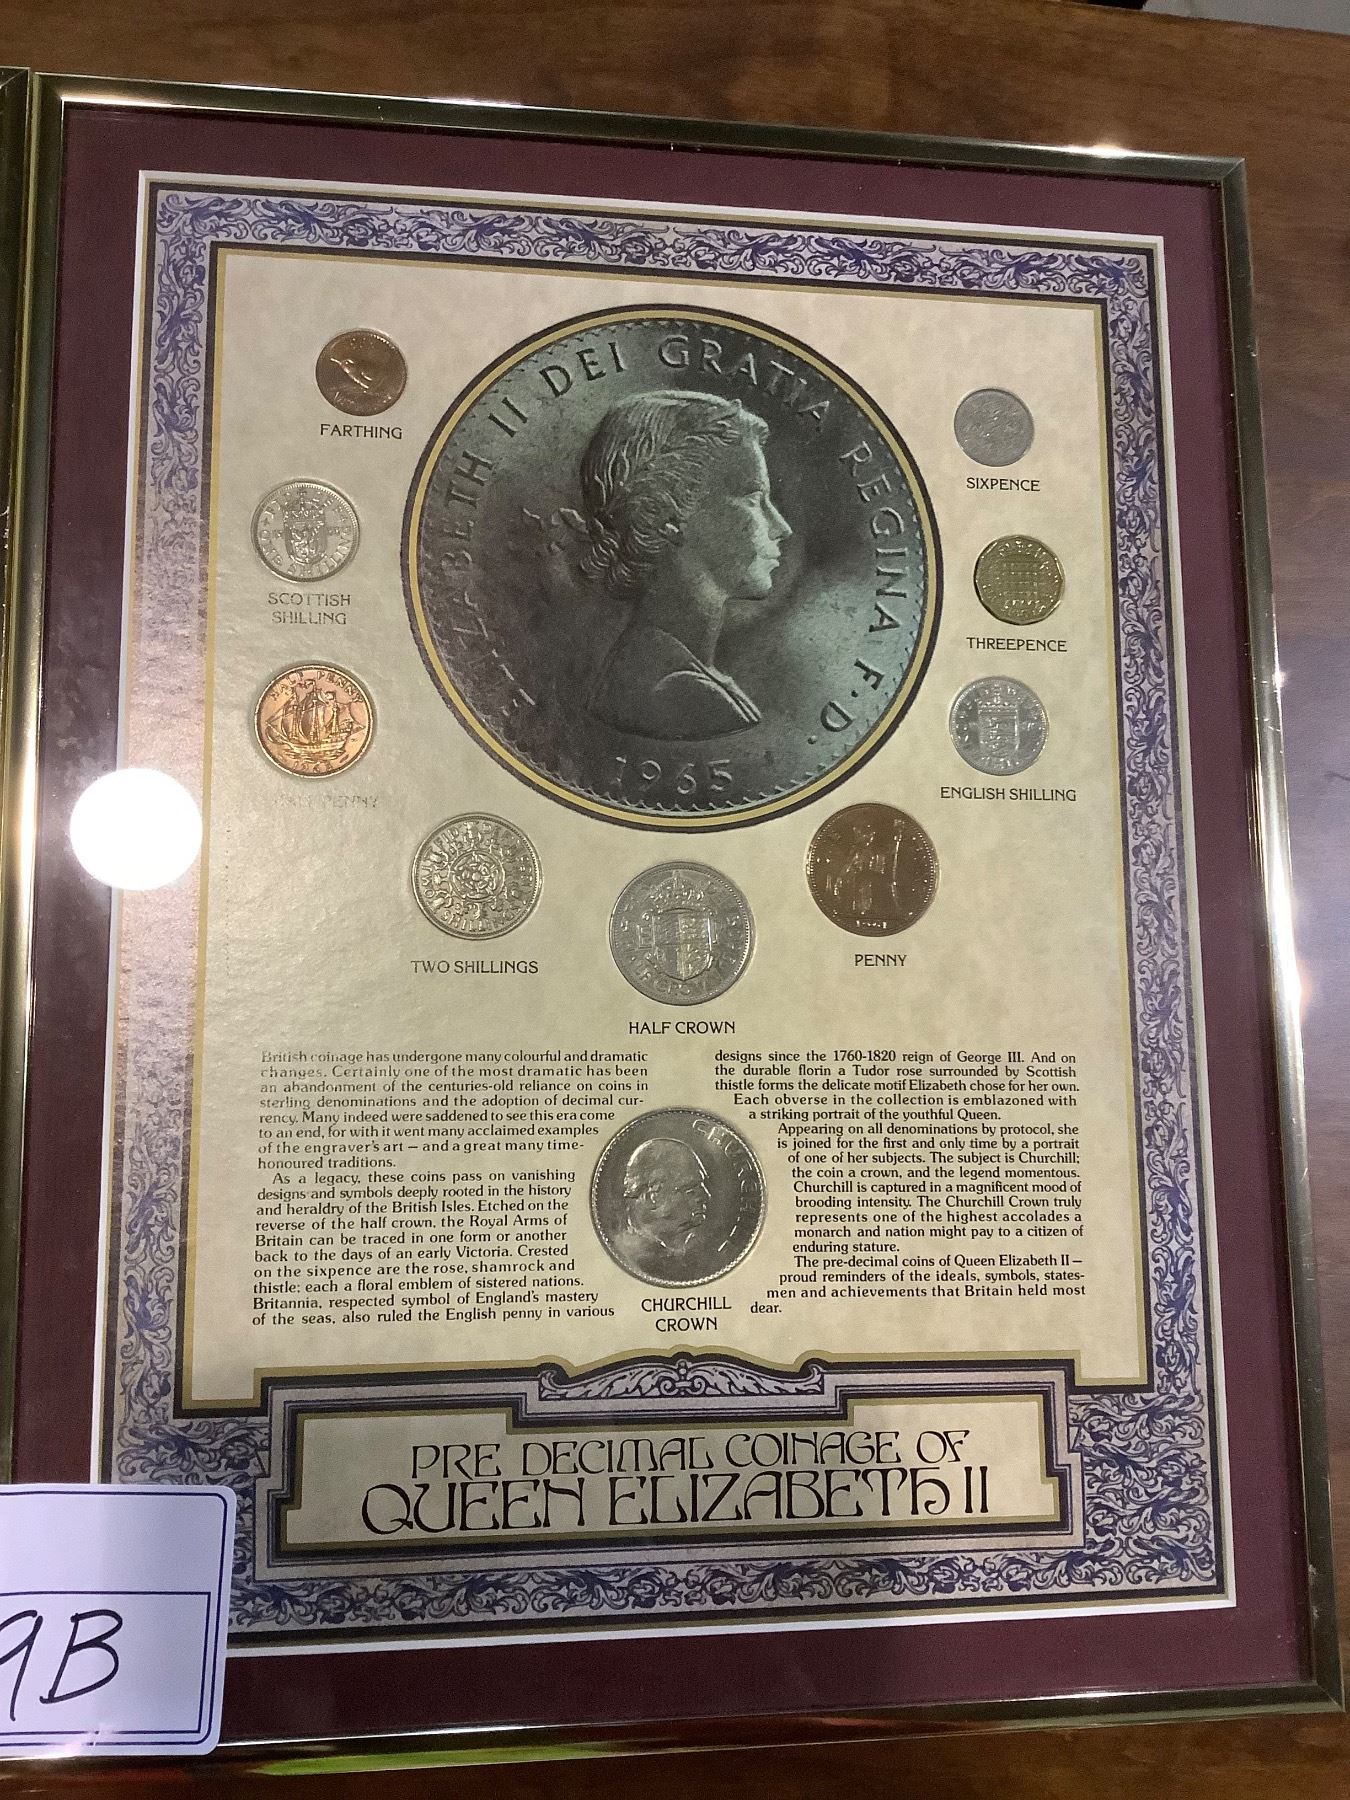 ELIZABETH II DEI GRATIA REGINA F.D.
1965
FARTHING
SIXPENCE
SCOTTISH
SHILLING
THREEPENCE
HALF PENNY
HALF PENNY
ENGLISH SHILLING
TWO SHILLINGS
PENNY
HALF CROWN
British coinage has undergone many colourful and dramatic
changes. Certainly one of the most dramatic has been
an abandonment of the centuries-old reliance on coins in
sterling denominations and the adoption of decimal cur-
rency. Many indeed were saddened to see this era come
to an end, for with it went many acclaimed examples
of the engraver's art — and a great many time-
honoured traditions.
As a legacy, these coins pass on vanishing
designs and symbols deeply rooted in the history
and heraldry of the British Isles. Etched on the
reverse of the half crown, the Royal Arms of
Britain can be traced in one form or another
back to the days of an early Victoria. Crested
on the sixpence are the rose, shamrock and
thistle; each a floral emblem of sistered nations.
Britannia, respected symbol of England's mastery
of the seas, also ruled the English penny in various
designs since the 1760-1820 reign of George III. And on
the durable florin a Tudor rose surrounded by Scottish
thistle forms the delicate motif Elizabeth chose for her own.
Each obverse in the collection is emblazoned with
a striking portrait of the youthful Queen.
Appearing on all denominations by protocol, she
is joined for the first and only time by a portrait
of one of her subjects. The subject is Churchill;
the coin a crown, and the legend momentous.
Churchill is captured in a magnificent mood of
brooding intensity. The Churchill Crown truly
represents one of the highest accolades a
monarch and nation might pay to a citizen of
enduring stature.
The pre-decimal coins of Queen Elizabeth II —
proud reminders of the ideals, symbols, states-
men and achievements that Britain held most
dear.
CHURCHILL
CHURCHILL
CROWN
PRE DECIMAL COINAGE OF
QUEEN ELIZABETH II
9B